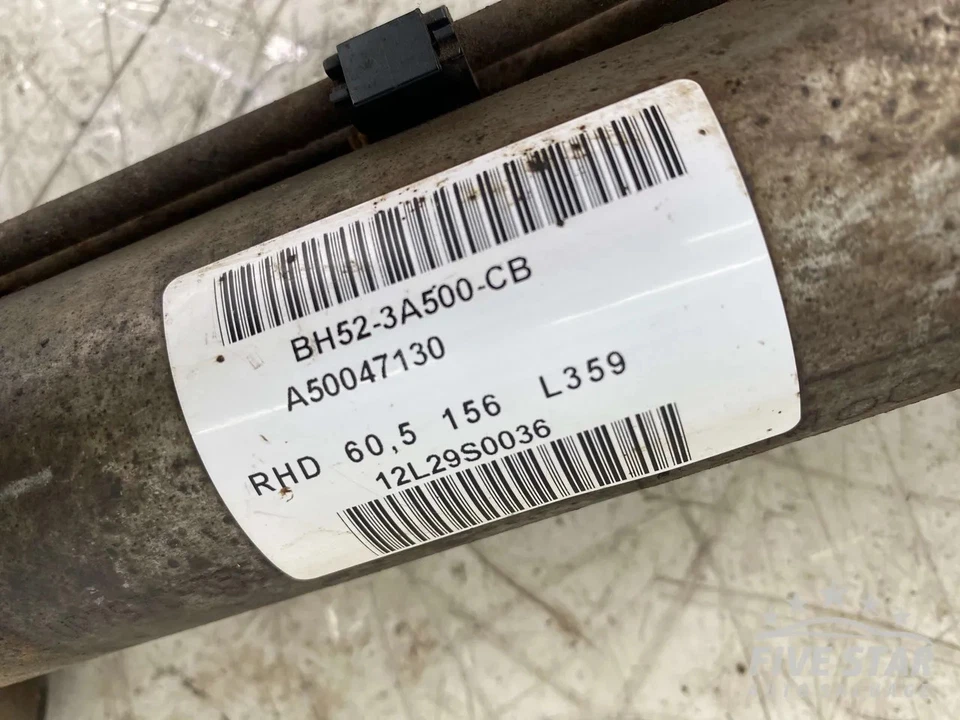 BH52-3A500-CB
A50047130
RHD 60,5 156 L359
12L29S0036
FIVE STAR